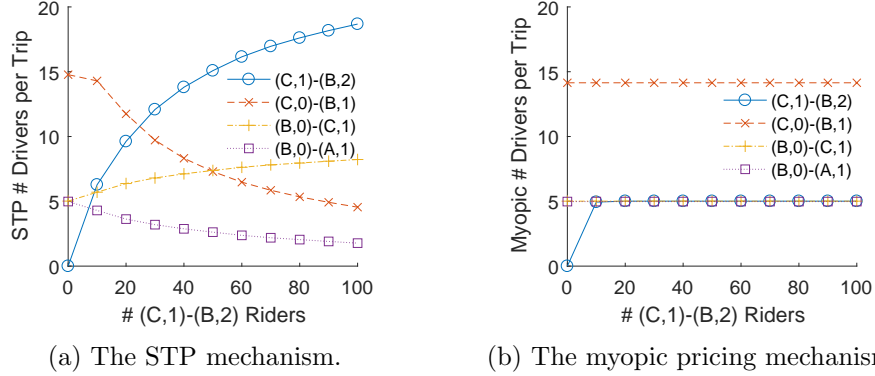 STP # Drivers per Trip
20
15
10
5
0
(C,1)-(B,2)
(C,0)-(B,1)
(B,0)-(C,1)
(B,0)-(A,1)
0 20 40 60 80 100
# (C,1)-(B,2) Riders
(a) The STP mechanism.
Myopic # Drivers per Trip
20
15
10
5
0
(C,1)-(B,2)
(C,0)-(B,1)
(B,0)-(C,1)
(B,0)-(A,1)
0 20 40 60 80 100
# (C,1)-(B,2) Riders
(b) The myopic pricing mechanism